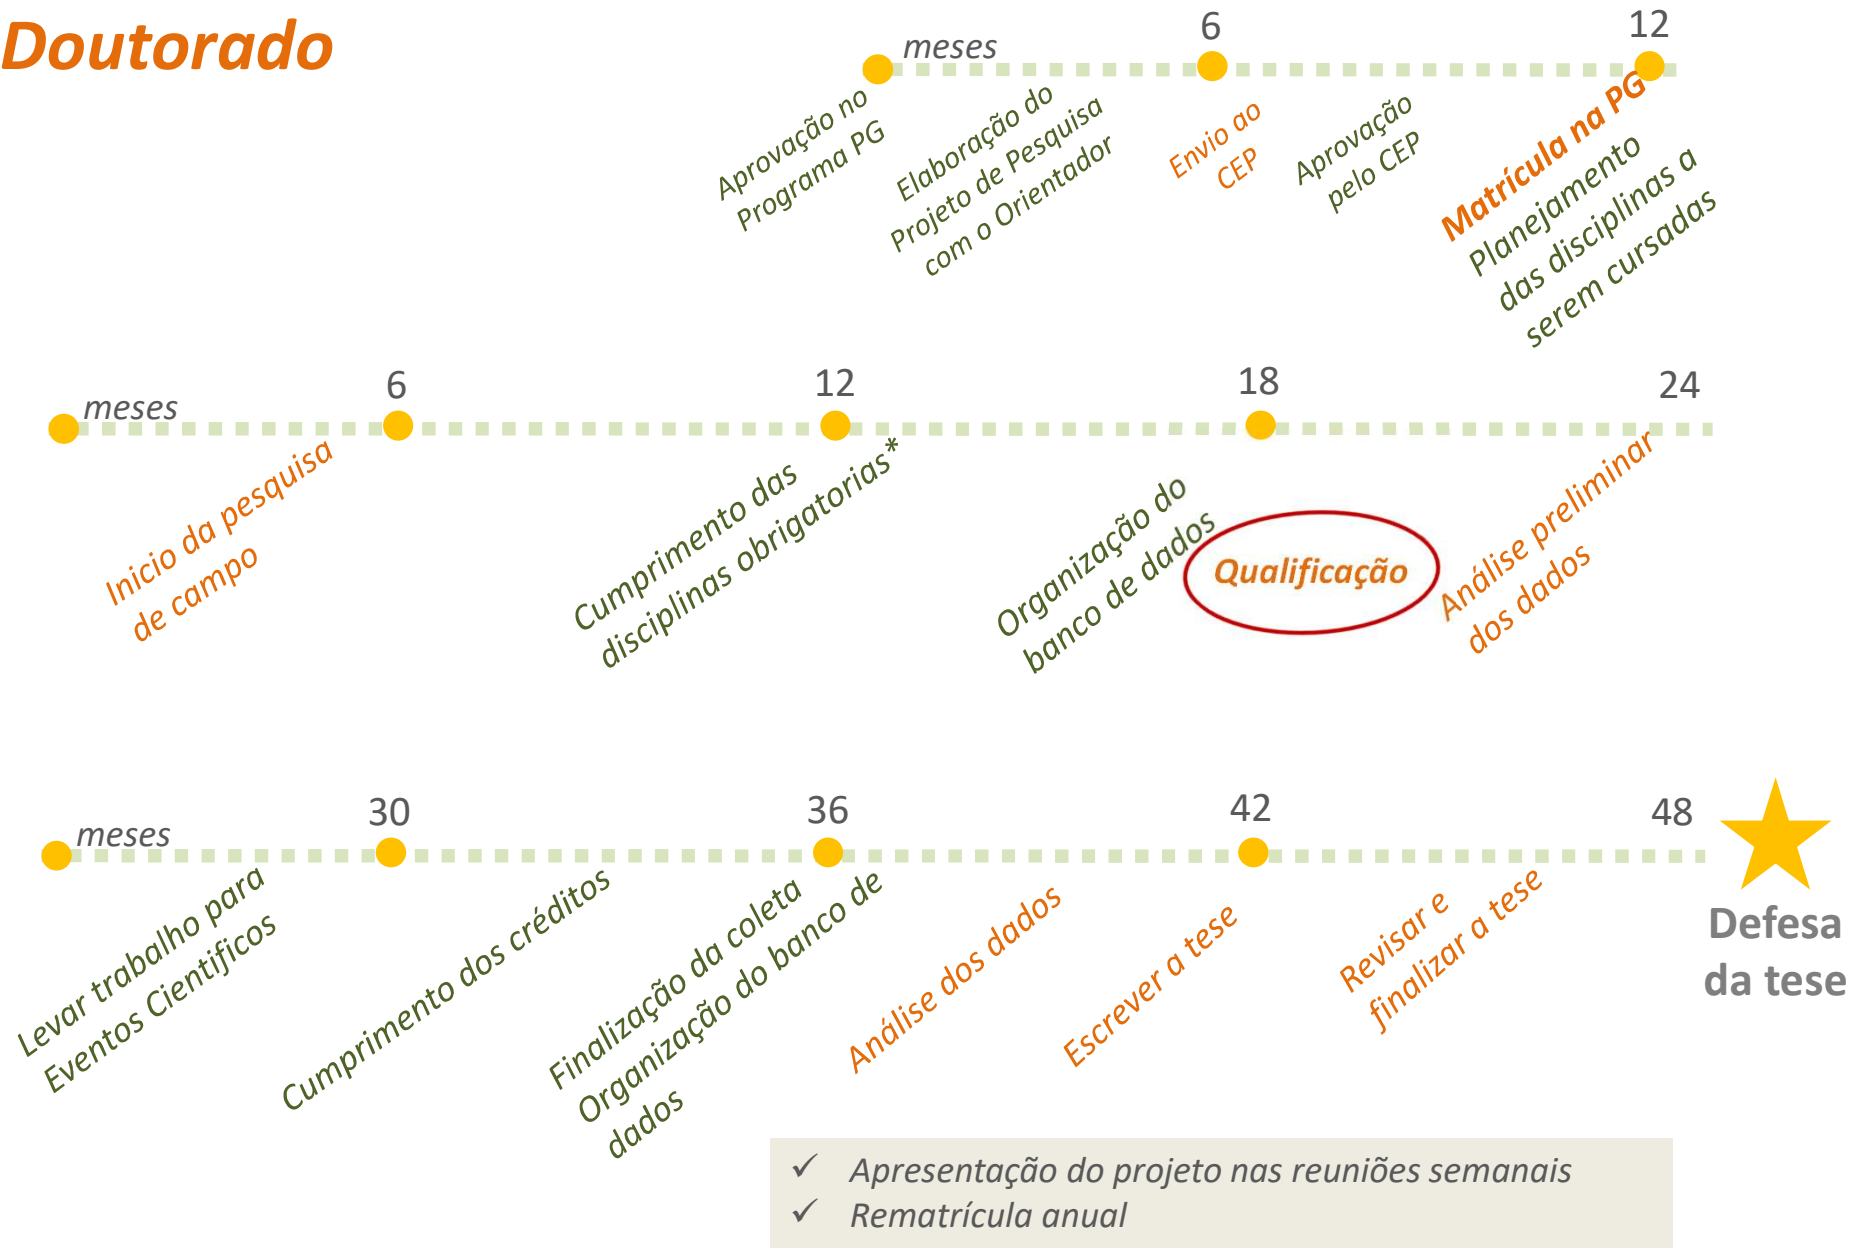 Doutorado
meses
6
12
Aprovação no
Programa PG
Elaboração do
Projeto de Pesquisa
com o Orientador
Envio ao
CEP
Aprovação
pelo CEP
Matrícula na PG
Planejamento
das disciplinas a
serem cursadas
meses
6
12
18
24
Inicio da pesquisa
de campo
Cumprimento das
disciplinas obrigatorias*
Organização do
banco de dados
Qualificação
Análise preliminar
dos dados
meses
30
36
42
48
Levar trabalho para
Eventos Cientificos
Cumprimento dos créditos
Finalização da coleta
Organização do banco de
dados
Análise dos dados
Escrever a tese
Revisar e
finalizar a tese
Defesa
da tese
✓ Apresentação do projeto nas reuniões semanais
✓ Rematrícula anual